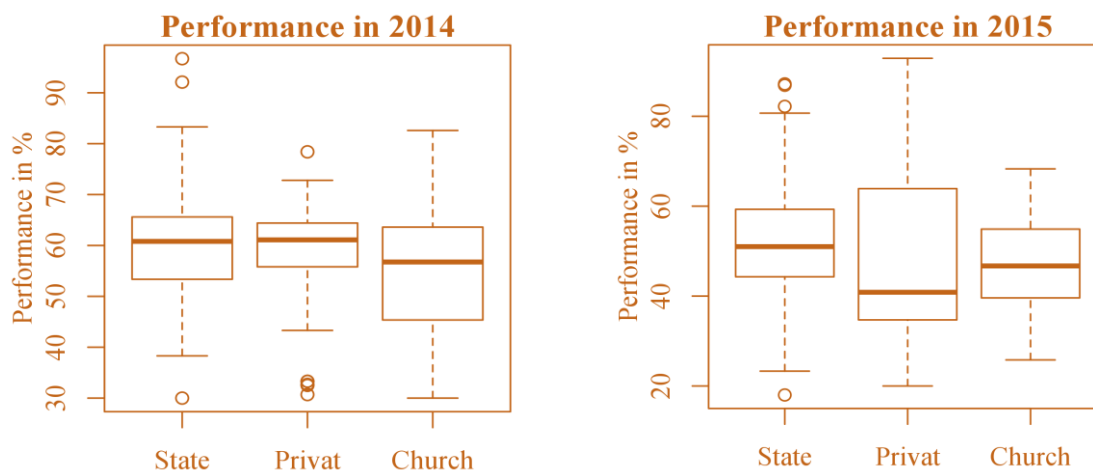 Performance in 2014
Performance in %
90
80
70
60
50
40
30
State Privat Church
Performance in 2015
Performance in %
80
60
40
20
State Privat Church